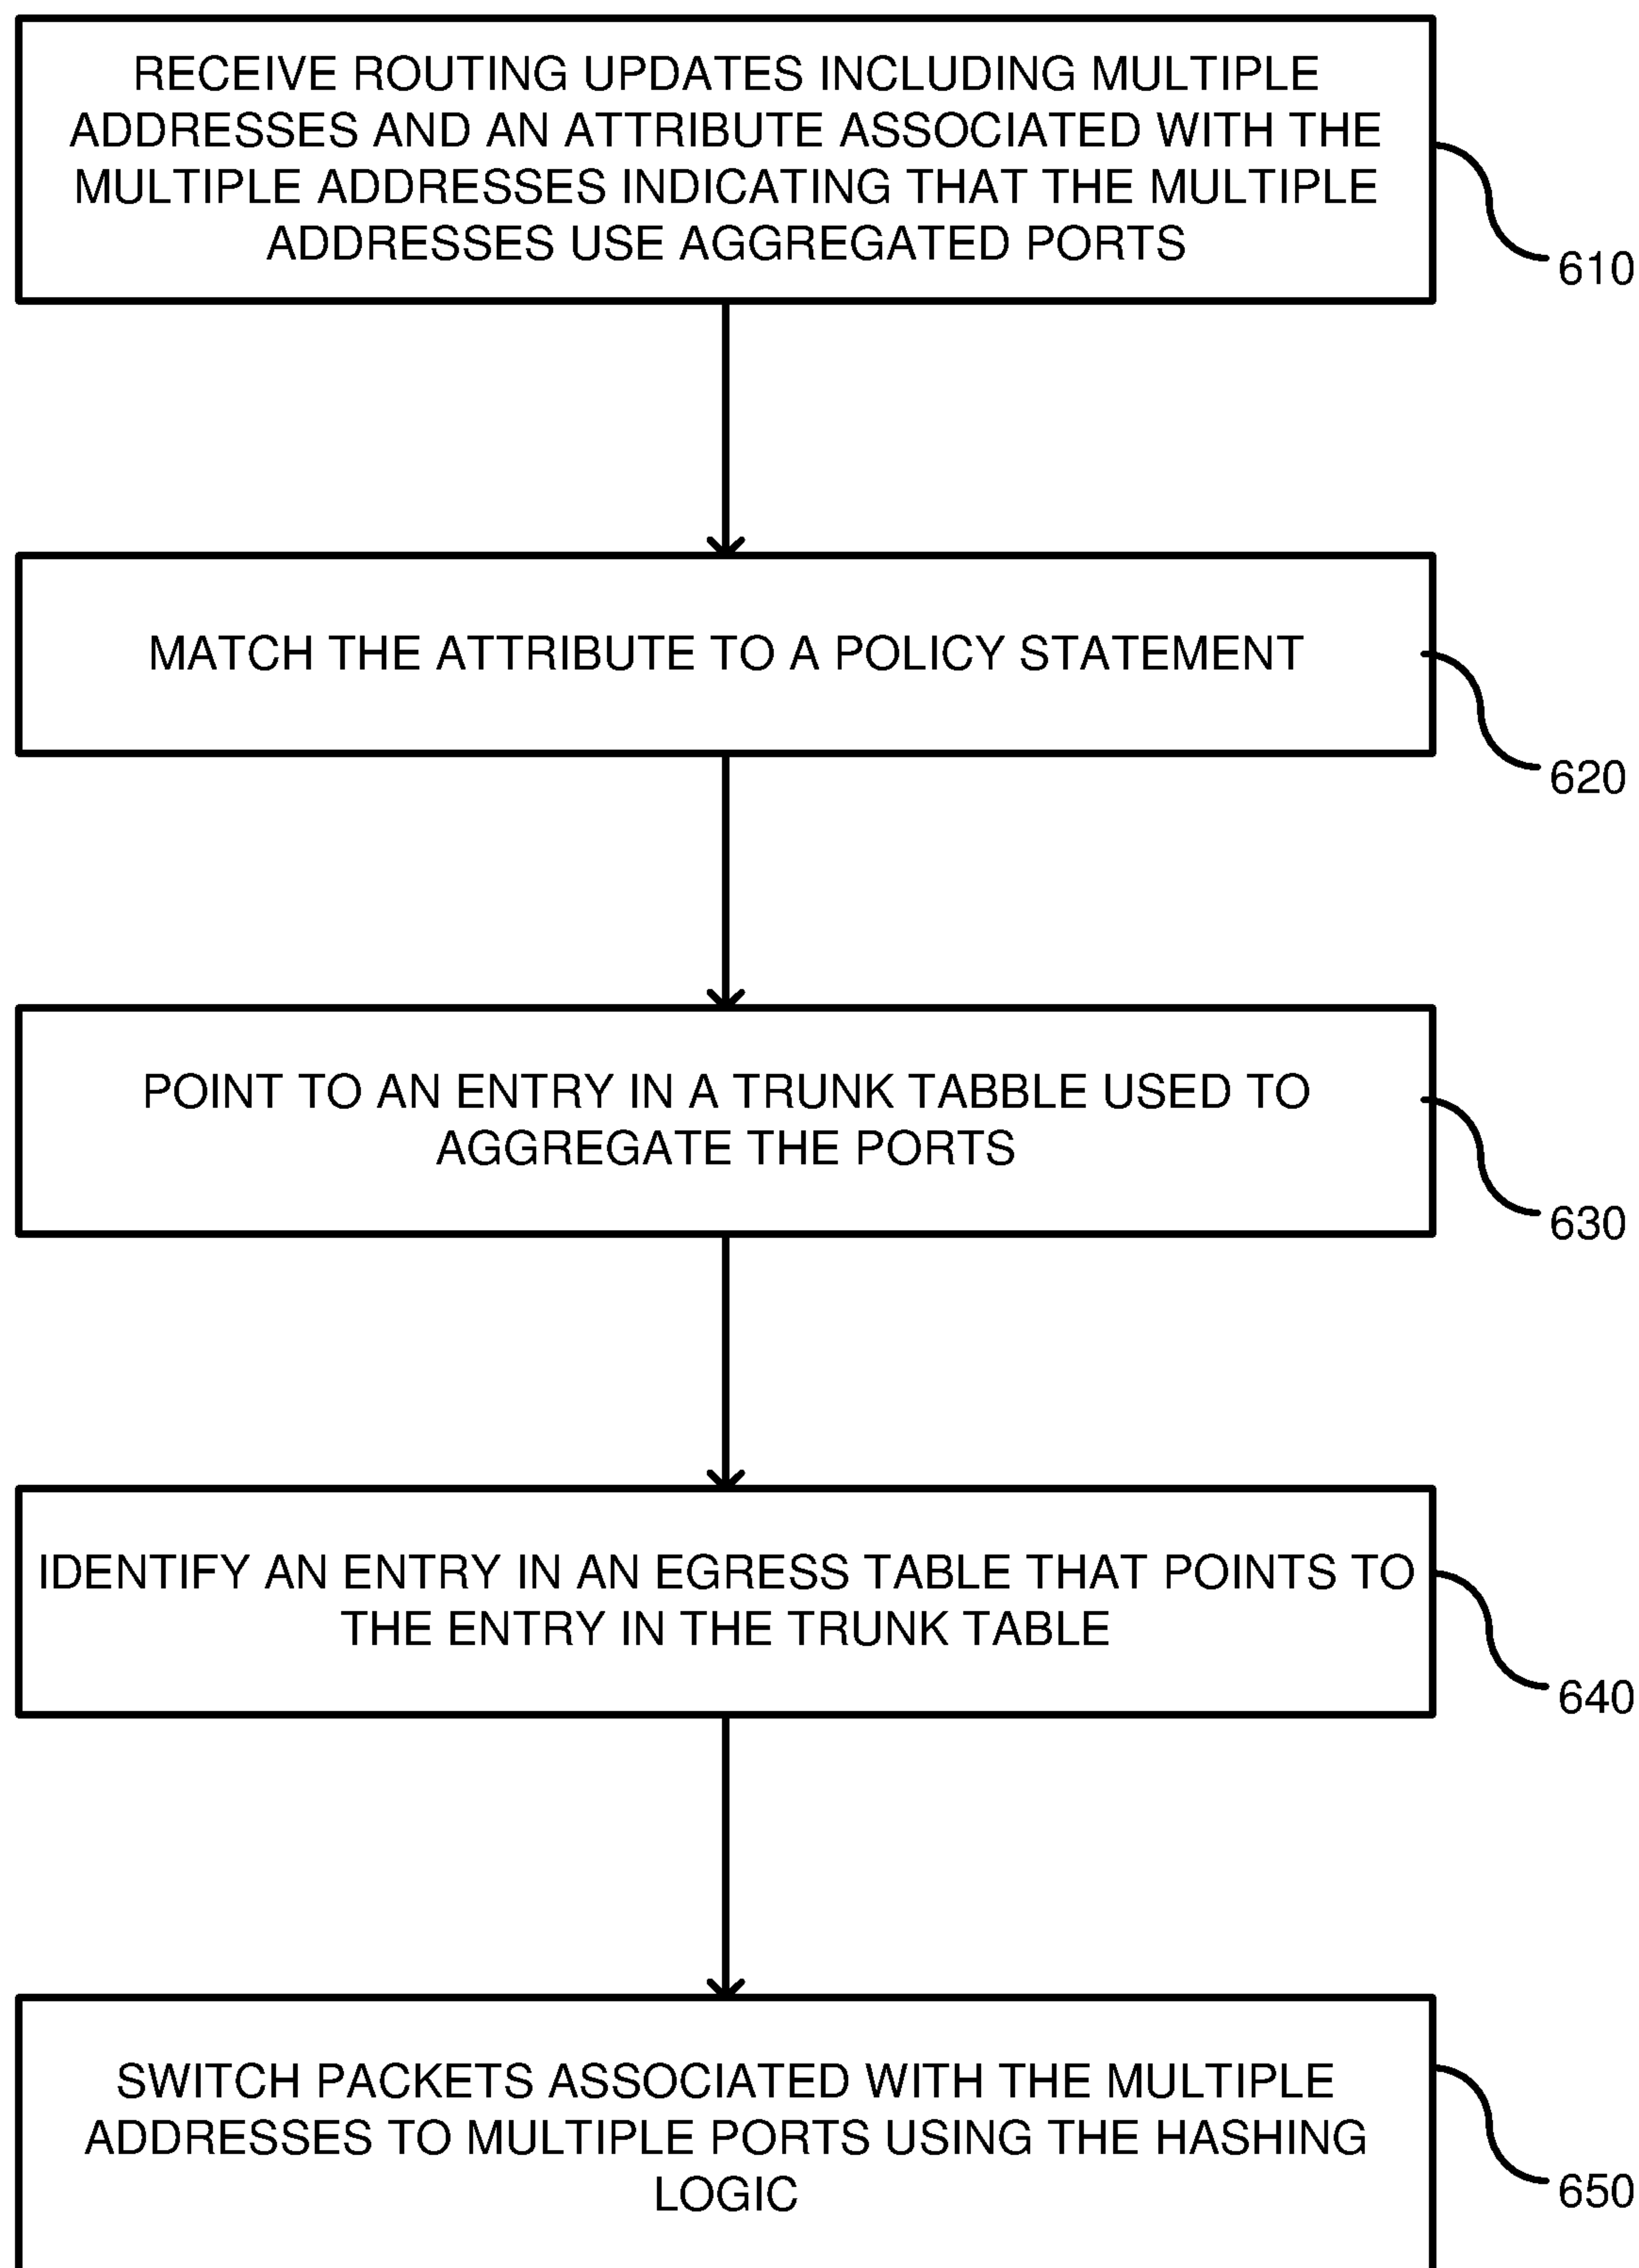 RECEIVE ROUTING UPDATES INCLUDING MULTIPLE
ADDRESSES AND AN ATTRIBUTE ASSOCIATED WITH THE
MULTIPLE ADDRESSES INDICATING THAT THE MULTIPLE
ADDRESSES USE AGGREGATED PORTS
610
MATCH THE ATTRIBUTE TO A POLICY STATEMENT
620
POINT TO AN ENTRY IN A TRUNK TABBLE USED TO
AGGREGATE THE PORTS
630
IDENTIFY AN ENTRY IN AN EGRESS TABLE THAT POINTS TO
THE ENTRY IN THE TRUNK TABLE
640
SWITCH PACKETS ASSOCIATED WITH THE MULTIPLE
ADDRESSES TO MULTIPLE PORTS USING THE HASHING
LOGIC
650